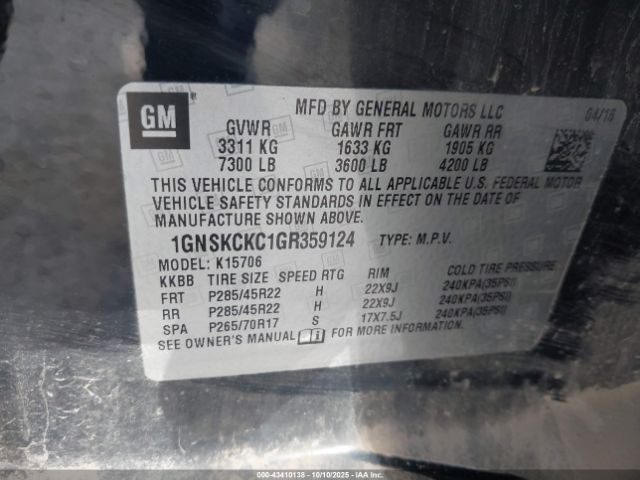 GM
MFD BY GENERAL MOTORS LLC 04/16
GVWR GAWR FRT GAWR RR
3311 KG 1633 KG 1905 KG
7300 LB 3600 LB 4200 LB
THIS VEHICLE CONFORMS TO ALL APPLICABLE U.S. FEDERAL MOTOR
VEHICLE SAFETY STANDARDS IN EFFECT ON THE DATE OF
MANUFACTURE SHOWN ABOVE.
1GNSKCKC1GR359124 TYPE: M.P.V.
MODEL: K15706
KKBB TIRE SIZE SPEED RTG RIM COLD TIRE PRESSURE
FRT P285/45R22 H 22X9J 240KPA(35PSI)
RR P285/45R22 H 22X9J 240KPA(35PSI)
SPA P265/70R17 S 17X7.5J 240KPA(35PSI)
SEE OWNER'S MANUAL FOR MORE INFORMATION.
000-43410138 - 10/10/2025 - IAA Inc.